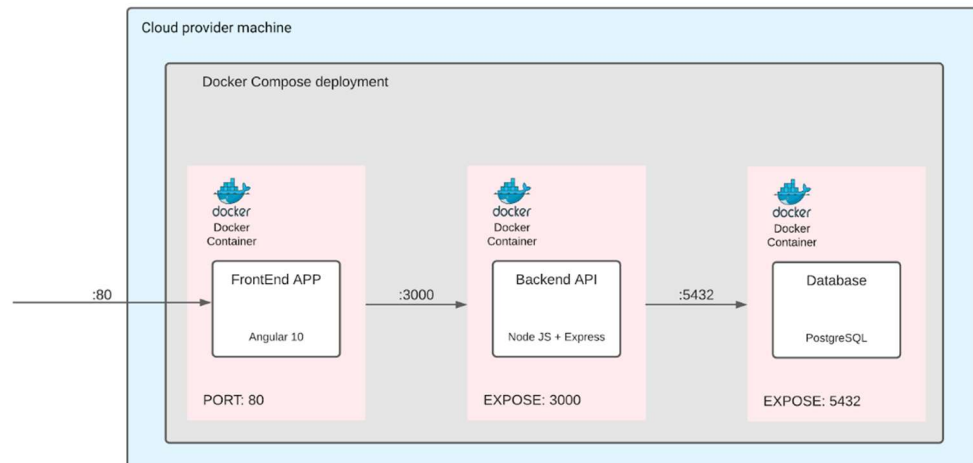 Cloud provider machine
Docker Compose deployment
docker
Docker
Container
FrontEnd APP
Angular 10
PORT: 80
docker
Docker
Container
Backend API
Node JS + Express
EXPOSE: 3000
docker
Docker
Container
Database
PostgreSQL
EXPOSE: 5432
:80
:3000
:5432